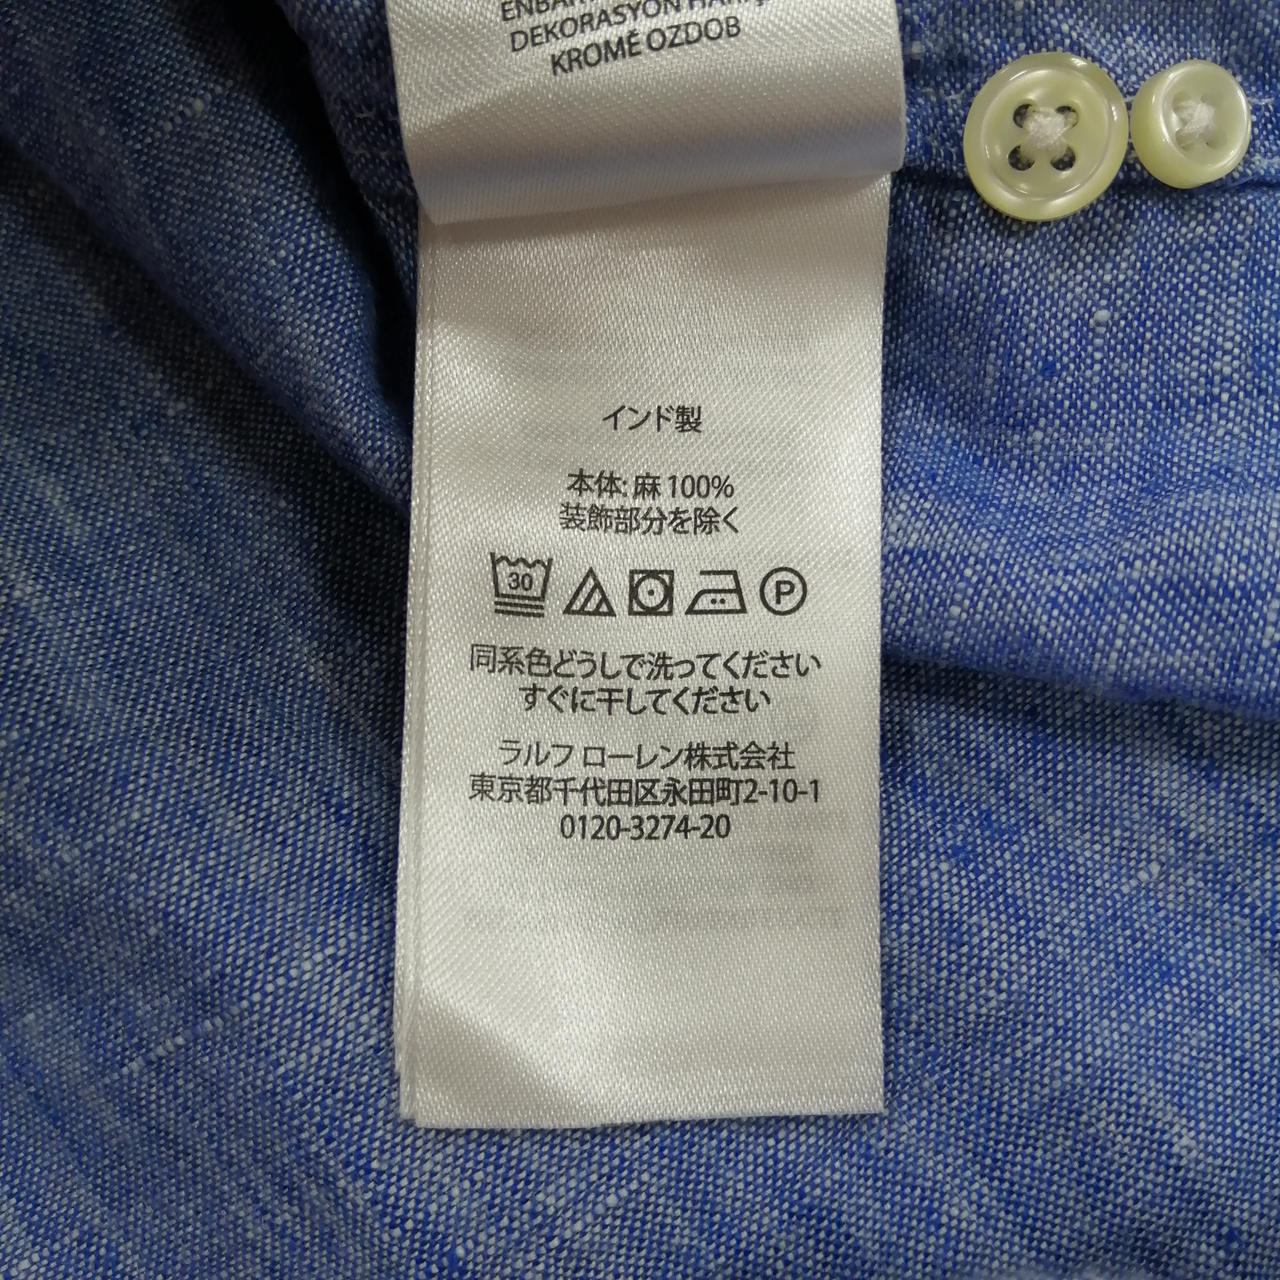 DEKORASYON
KROMĚ OZDOB
インド製
本体: 麻 100%
装飾部分を除く
30
P
同系色どうしで洗ってください
すぐに干してください
ラルフ ローレン株式会社
東京都千代田区永田町2-10-1
0120-3274-20